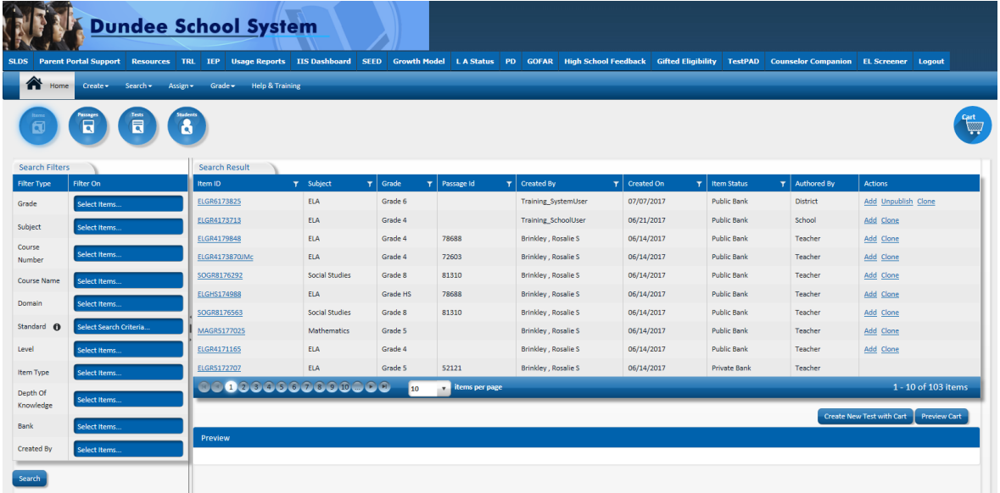 Dundee School System
SLDS Parent Portal Support Resources TRL IEP Usage Reports IIS Dashboard SEED Growth Model L A Status PD GOFAR High School Feedback Gifted Eligibility TestPAD Counselor Companion EL Screener Logout
Home Create Search Assign Grade Help & Training
Items Passages Tests Students Cart
Search Filters Search Result
Filter Type Filter On Item ID Subject Grade Passage Id Created By Created On Item Status Authored By Actions
Grade Select Items... ELGR6173825 ELA Grade 6 Training_SystemUser 07/07/2017 Public Bank District Add Unpublish Clone
ELGR4173713 ELA Grade 4 Training_SchoolUser 06/21/2017 Public Bank School Add Clone
Subject Select Items...
ELGR4179848 ELA Grade 4 78688 Brinkley , Rosalie S 06/14/2017 Public Bank Teacher Add Clone
Course Number Select Items... ELGR4173870JMc ELA Grade 4 72603 Brinkley , Rosalie S 06/14/2017 Public Bank Teacher Add Clone
Course Name Select Items... SOGR8176292 Social Studies Grade 8 81310 Brinkley , Rosalie S 06/14/2017 Public Bank Teacher Add Clone
ELGHS174988 ELA Grade HS 78688 Brinkley , Rosalie S 06/14/2017 Public Bank Teacher Add Clone
Domain Select Items...
SOGR8176563 Social Studies Grade 8 81310 Brinkley , Rosalie S 06/14/2017 Public Bank Teacher Add Clone
Standard Select Search Criteria... MAGR5177025 Mathematics Grade 5 Brinkley , Rosalie S 06/14/2017 Public Bank Teacher Add Clone
Level Select Items... ELGR4171165 ELA Grade 4 Brinkley , Rosalie S 06/14/2017 Public Bank Teacher Add Clone
Item Type Select Items... ELGR5172707 ELA Grade 5 52121 Brinkley , Rosalie S 06/14/2017 Private Bank Teacher
1 2 3 4 5 6 7 8 9 10 ... 10 items per page 1 - 10 of 103 items
Depth Of Knowledge Select Items...
Create New Test with Cart Preview Cart
Bank Select Items...
Preview
Created By Select Items...
Search